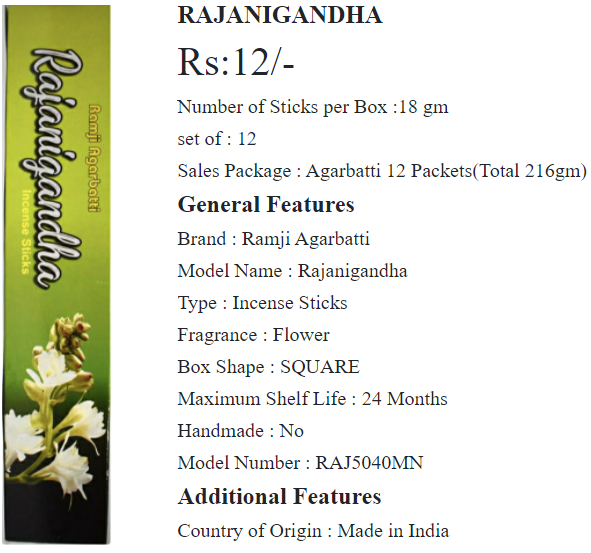 Ramji Agarbatti
Rajanigandha
Incense Sticks
RAJANIGANDHA
Rs:12/-
Number of Sticks per Box :18 gm
set of : 12
Sales Package : Agarbatti 12 Packets(Total 216gm)
General Features
Brand : Ramji Agarbatti
Model Name : Rajanigandha
Type : Incense Sticks
Fragrance : Flower
Box Shape : SQUARE
Maximum Shelf Life : 24 Months
Handmade : No
Model Number : RAJ5040MN
Additional Features
Country of Origin : Made in India